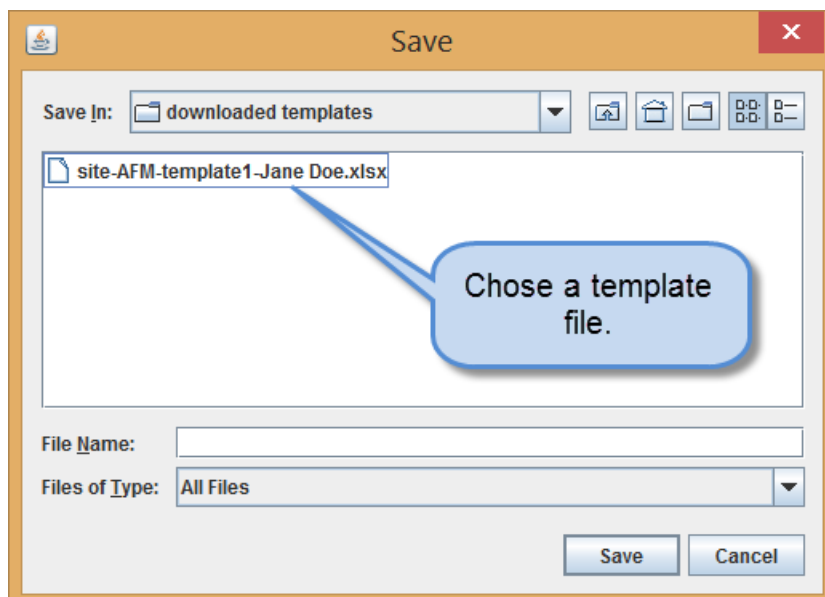 Save
Save In: downloaded templates
site-AFM-template1-Jane Doe.xlsx
Chose a template
file.
File Name:
Files of Type: All Files
Save Cancel